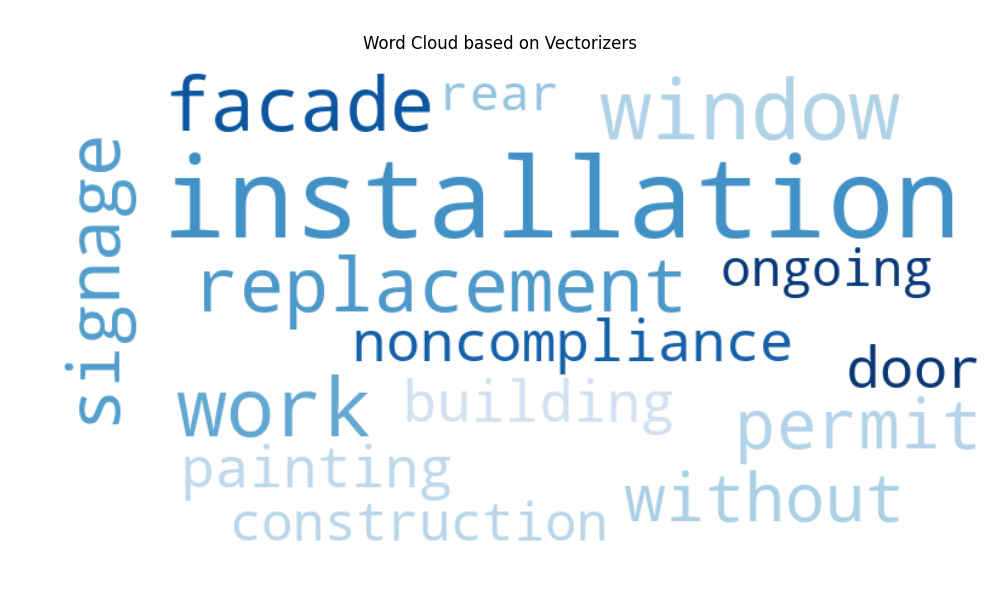 Word Cloud based on Vectorizers
facade
rear
window
signage
installation
replacement
ongoing
noncompliance
door
work
building
permit
painting
without
construction